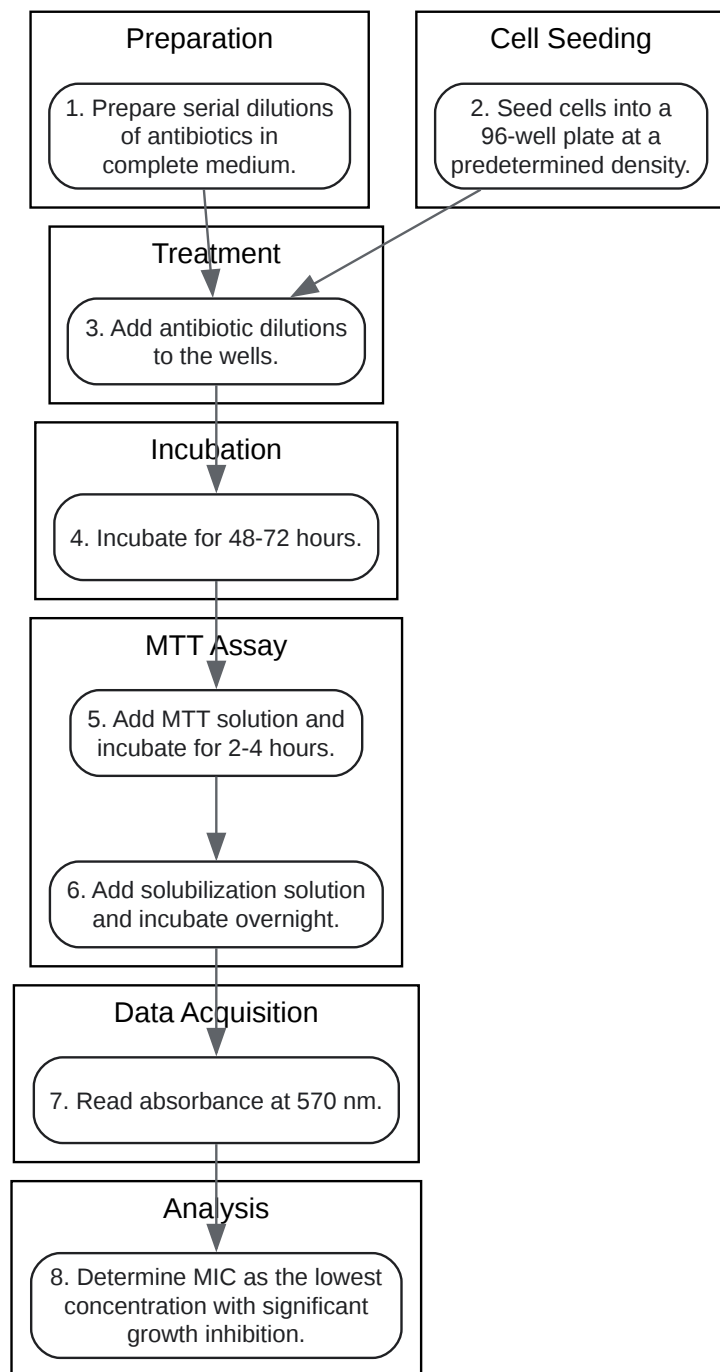 Preparation
1. Prepare serial dilutions
of antibiotics in
complete medium.
Cell Seeding
2. Seed cells into a
96-well plate at a
predetermined density.
Treatment
3. Add antibiotic dilutions
to the wells.
Incubation
4. Incubate for 48-72 hours.
MTT Assay
5. Add MTT solution and
incubate for 2-4 hours.
6. Add solubilization solution
and incubate overnight.
Data Acquisition
7. Read absorbance at 570 nm.
Analysis
8. Determine MIC as the lowest
concentration with significant
growth inhibition.